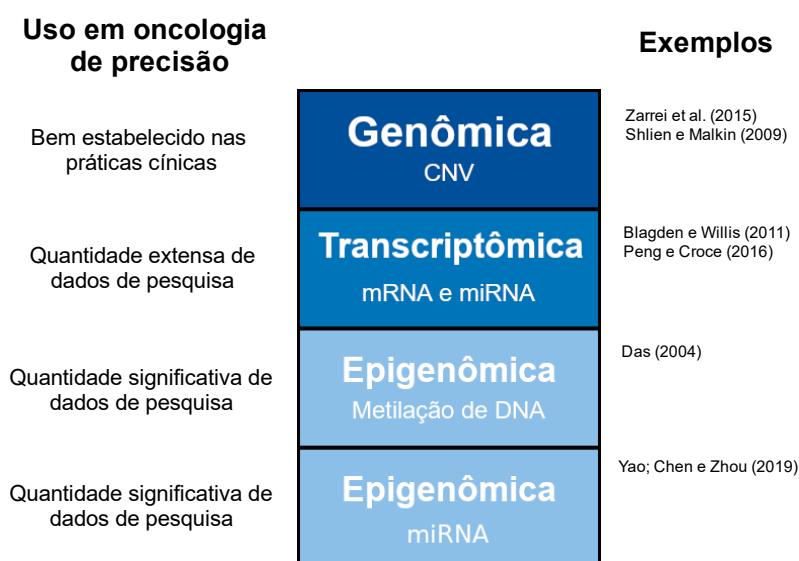 Uso em oncologia
de precisão
Exemplos
Bem estabelecido nas
práticas cínicas
Genômica
CNV
Zarrei et al. (2015)
Shlien e Malkin (2009)
Quantidade extensa de
dados de pesquisa
Transcriptômica
mRNA e miRNA
Blagden e Willis (2011)
Peng e Croce (2016)
Quantidade significativa de
dados de pesquisa
Epigenômica
Metilação de DNA
Das (2004)
Quantidade significativa de
dados de pesquisa
Epigenômica
miRNA
Yao; Chen e Zhou (2019)